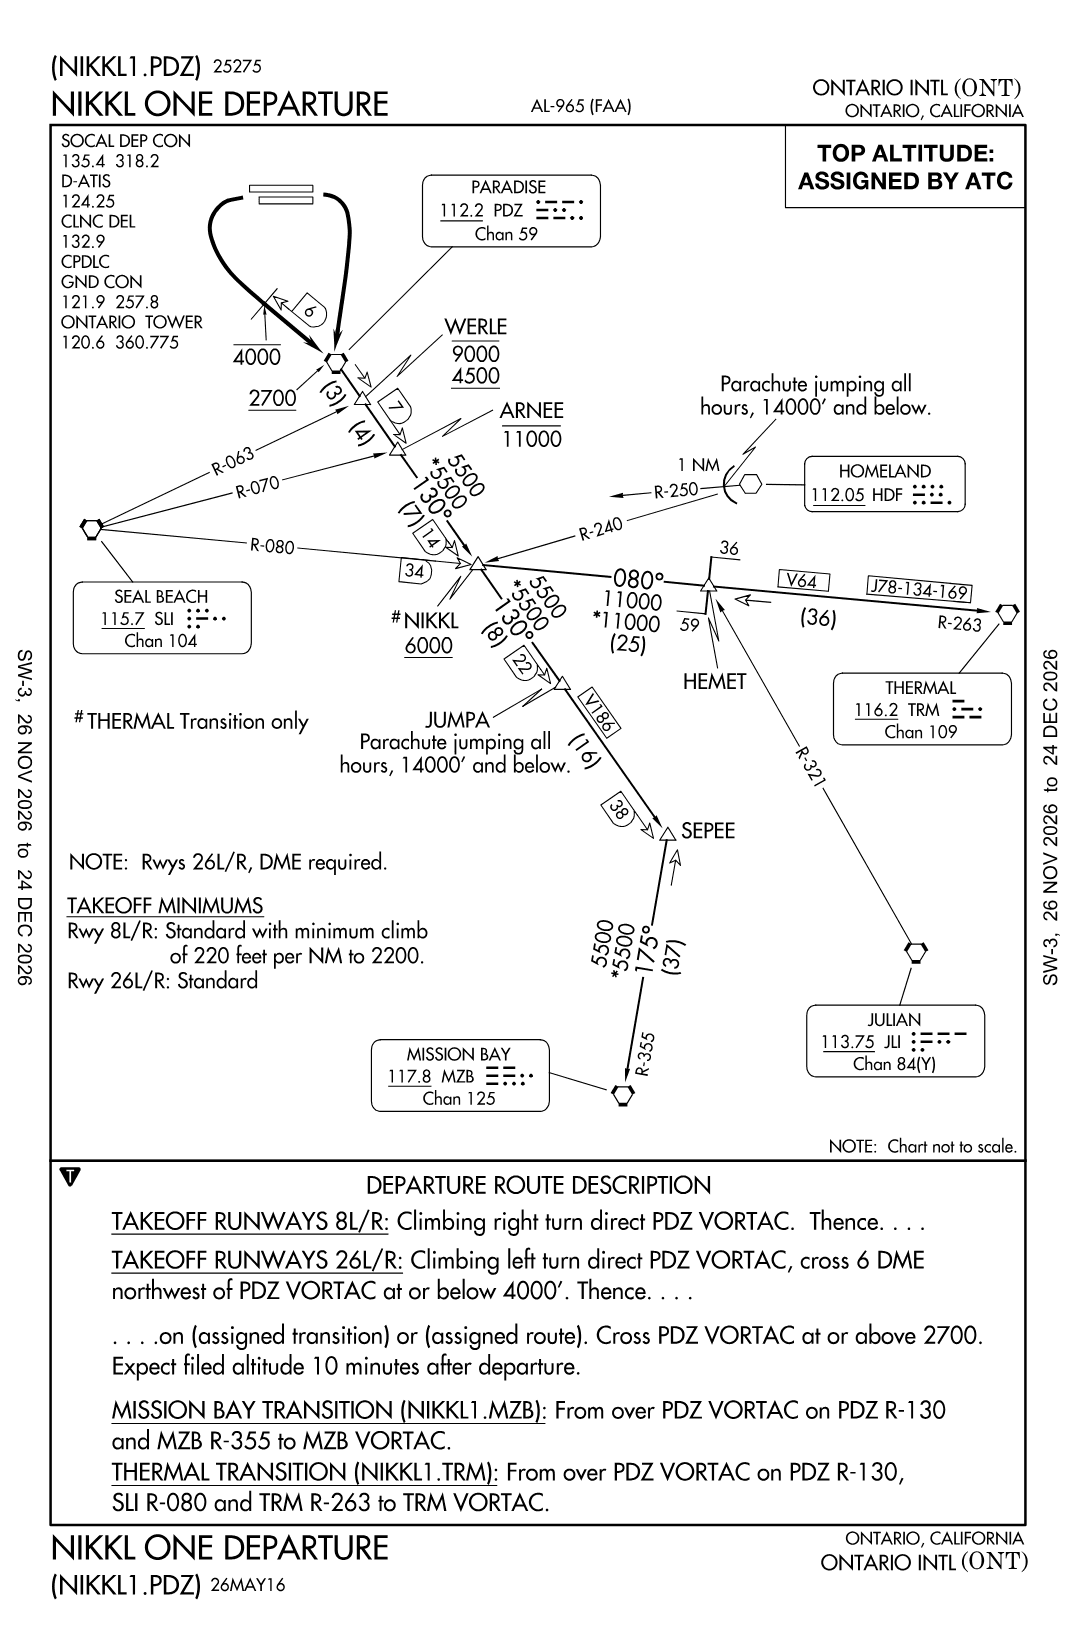 (NIKKL1.PDZ) 25275
NIKKL ONE DEPARTURE
AL-965 (FAA)
ONTARIO INTL (ONT)
ONTARIO, CALIFORNIA
SOCAL DEP CON
135.4 318.2
D-ATIS
124.25
CLNC DEL
132.9
CPDLC
GND CON
121.9 257.8
ONTARIO TOWER
120.6 360.775
TOP ALTITUDE:
ASSIGNED BY ATC
PARADISE
112.2 PDZ
Chan 59
6
4000
2700
WERLE
9000
4500
(3)
7
ARNEE
11000
(4)
R-063
R-070
R-080
5500
*5500
130°
(7)
14
34
Parachute jumping all
hours, 14000' and below.
1 NM
R-250
R-240
HOMELAND
112.05 HDF
SEAL BEACH
115.7 SLI
Chan 104
#NIKKL
6000
5500
*5500
130°
(8)
22
080°
11000
*11000
(25)
36
59
HEMET
V64
J78-134-169
(36)
R-263
THERMAL
116.2 TRM
Chan 109
#THERMAL Transition only
JUMPA
Parachute jumping all
hours, 14000' and below.
V186
(16)
38
SEPEE
R-321
NOTE: Rwys 26L/R, DME required.
TAKEOFF MINIMUMS
Rwy 8L/R: Standard with minimum climb
of 220 feet per NM to 2200.
Rwy 26L/R: Standard
5500
*5500
175°
(37)
R-355
JULIAN
113.75 JLI
Chan 84(Y)
MISSION BAY
117.8 MZB
Chan 125
NOTE: Chart not to scale.
SW-3, 26 NOV 2026 to 24 DEC 2026
SW-3, 26 NOV 2026 to 24 DEC 2026
T
DEPARTURE ROUTE DESCRIPTION
TAKEOFF RUNWAYS 8L/R: Climbing right turn direct PDZ VORTAC. Thence. . . .
TAKEOFF RUNWAYS 26L/R: Climbing left turn direct PDZ VORTAC, cross 6 DME
northwest of PDZ VORTAC at or below 4000'. Thence. . . .
. . . .on (assigned transition) or (assigned route). Cross PDZ VORTAC at or above 2700.
Expect filed altitude 10 minutes after departure.
MISSION BAY TRANSITION (NIKKL1.MZB): From over PDZ VORTAC on PDZ R-130
and MZB R-355 to MZB VORTAC.
THERMAL TRANSITION (NIKKL1.TRM): From over PDZ VORTAC on PDZ R-130,
SLI R-080 and TRM R-263 to TRM VORTAC.
NIKKL ONE DEPARTURE
(NIKKL1.PDZ) 26MAY16
ONTARIO, CALIFORNIA
ONTARIO INTL (ONT)